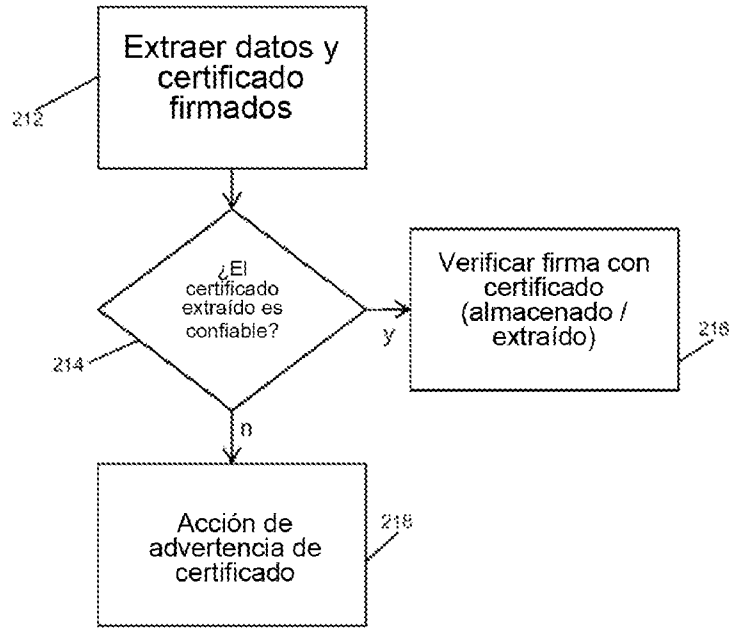 Extraer datos y
certificado
firmados
212
¿El
certificado
extraído es
confiable?
214
y
Verificar firma con
certificado
(almacenado /
extraído)
216
n
Acción de
advertencia de
certificado
218